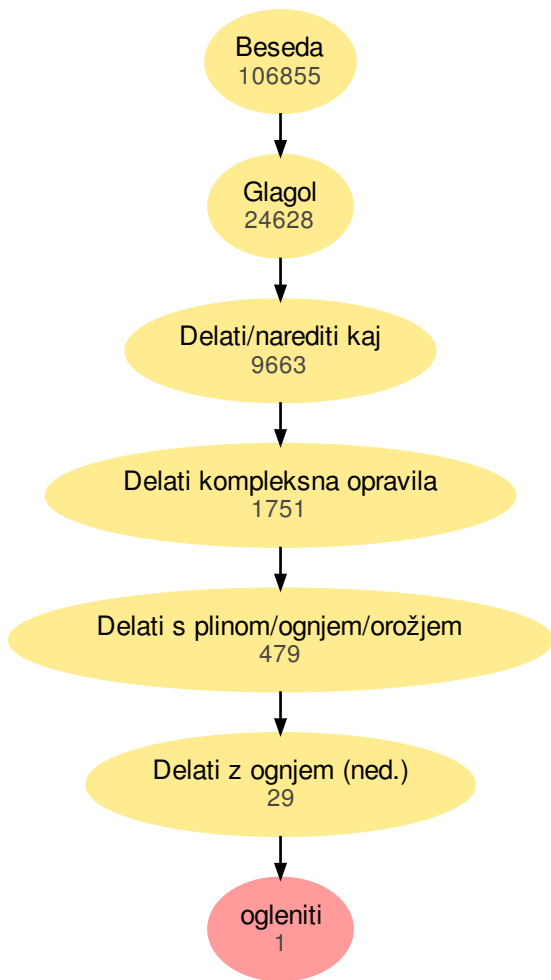 Beseda
106855
Glagol
24628
Delati/narediti kaj
9663
Delati kompleksna opravila
1751
Delati s plinom/ognjem/orožjem
479
Delati z ognjem (ned.)
29
ogleniti
1